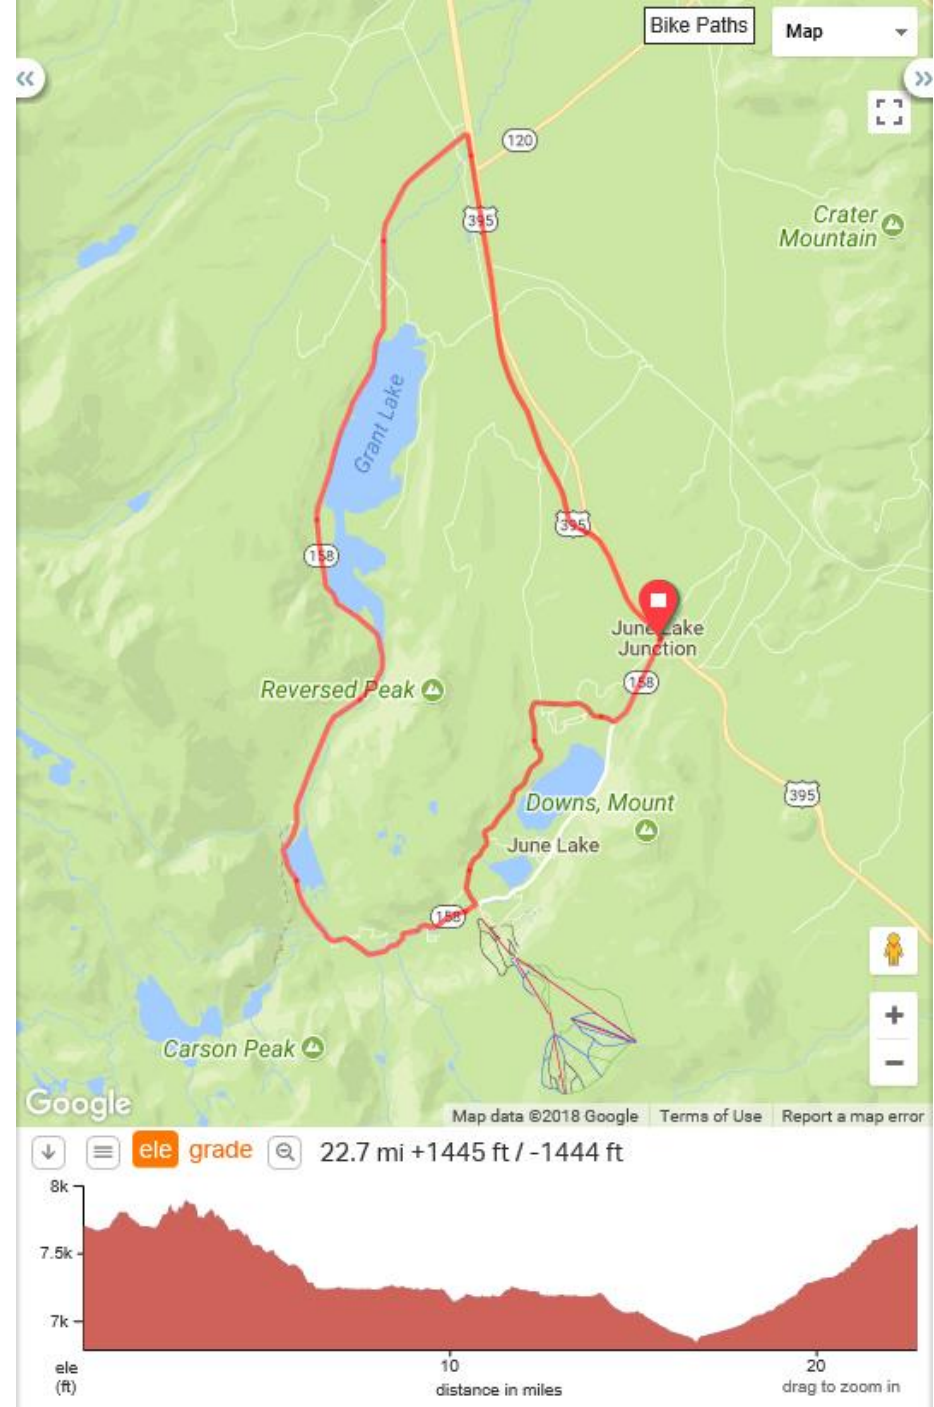 Bike Paths
Map
«
»
120
395
Crater
Mountain
Grant Lake
395
158
June Lake
Junction
158
Reversed Peak
395
Downs, Mount
June Lake
158
Carson Peak
+
−
Google
Map data ©2018 Google
Terms of Use
Report a map error
ele grade 22.7 mi +1445 ft / -1444 ft
8k
7.5k
7k
10
20
ele
(ft)
distance in miles
drag to zoom in